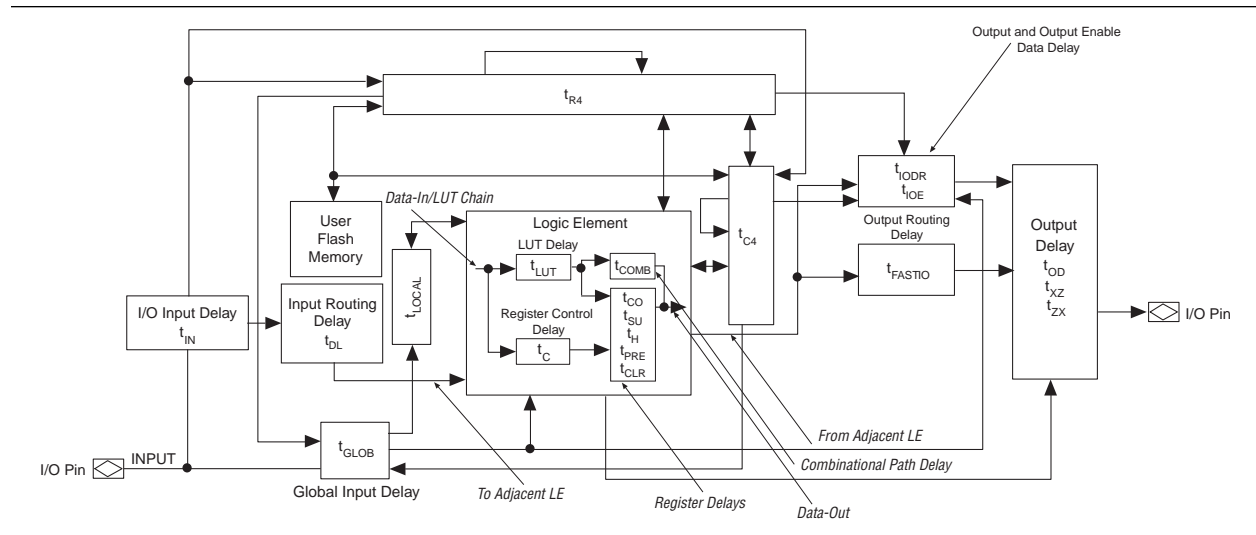 Output and Output Enable
Data Delay
tR4
tIODR
tIOE
User
Flash
Memory
Data-In/LUT Chain
Logic Element
LUT Delay
tLUT
tCOMB
tC4
Output Routing
Delay
tFASTIO
Output
Delay
tOD
tXZ
tZX
I/O Pin
I/O Input Delay
tIN
Input Routing
Delay
tDL
tLOCAL
Register Control
Delay
tC
tCO
tSU
tH
tPRE
tCLR
From Adjacent LE
INPUT
I/O Pin
tGLOB
Global Input Delay
To Adjacent LE
Register Delays
Combinational Path Delay
Data-Out